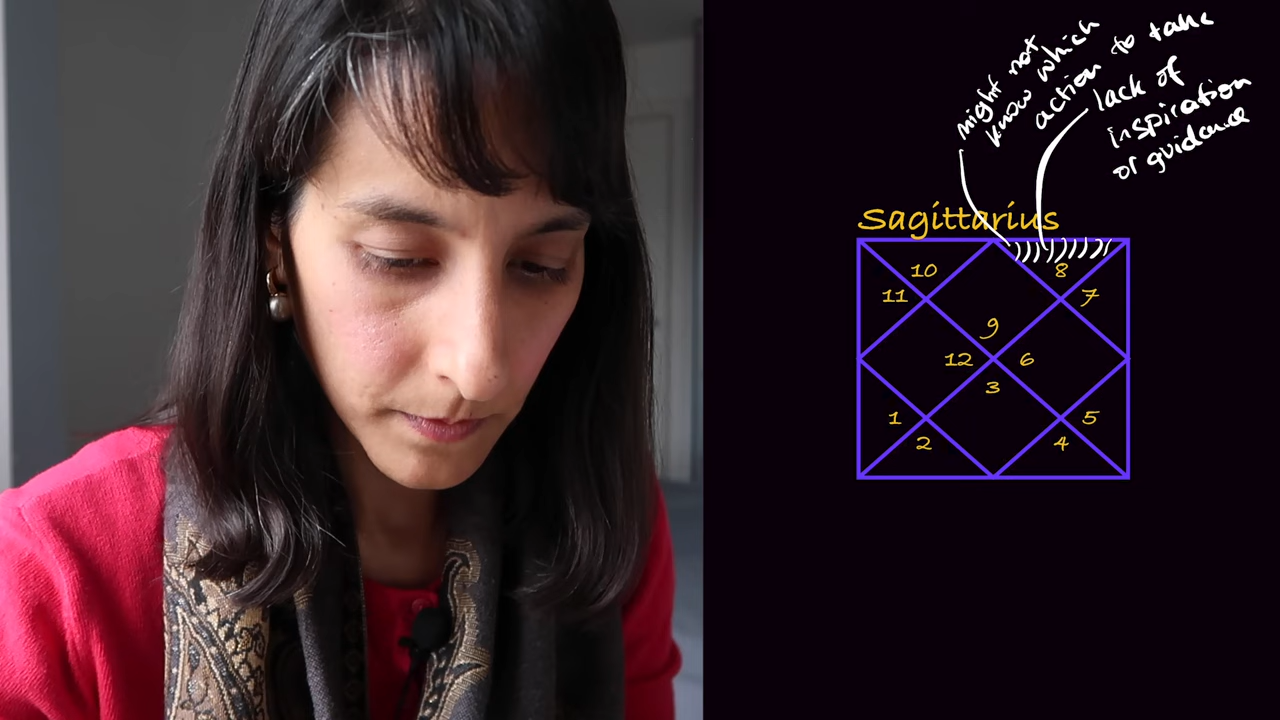 might not
know which
action to take
lack of
inspiration
or guidance
Sagittarius
10
8
11
7
9
12
6
3
1
5
2
4